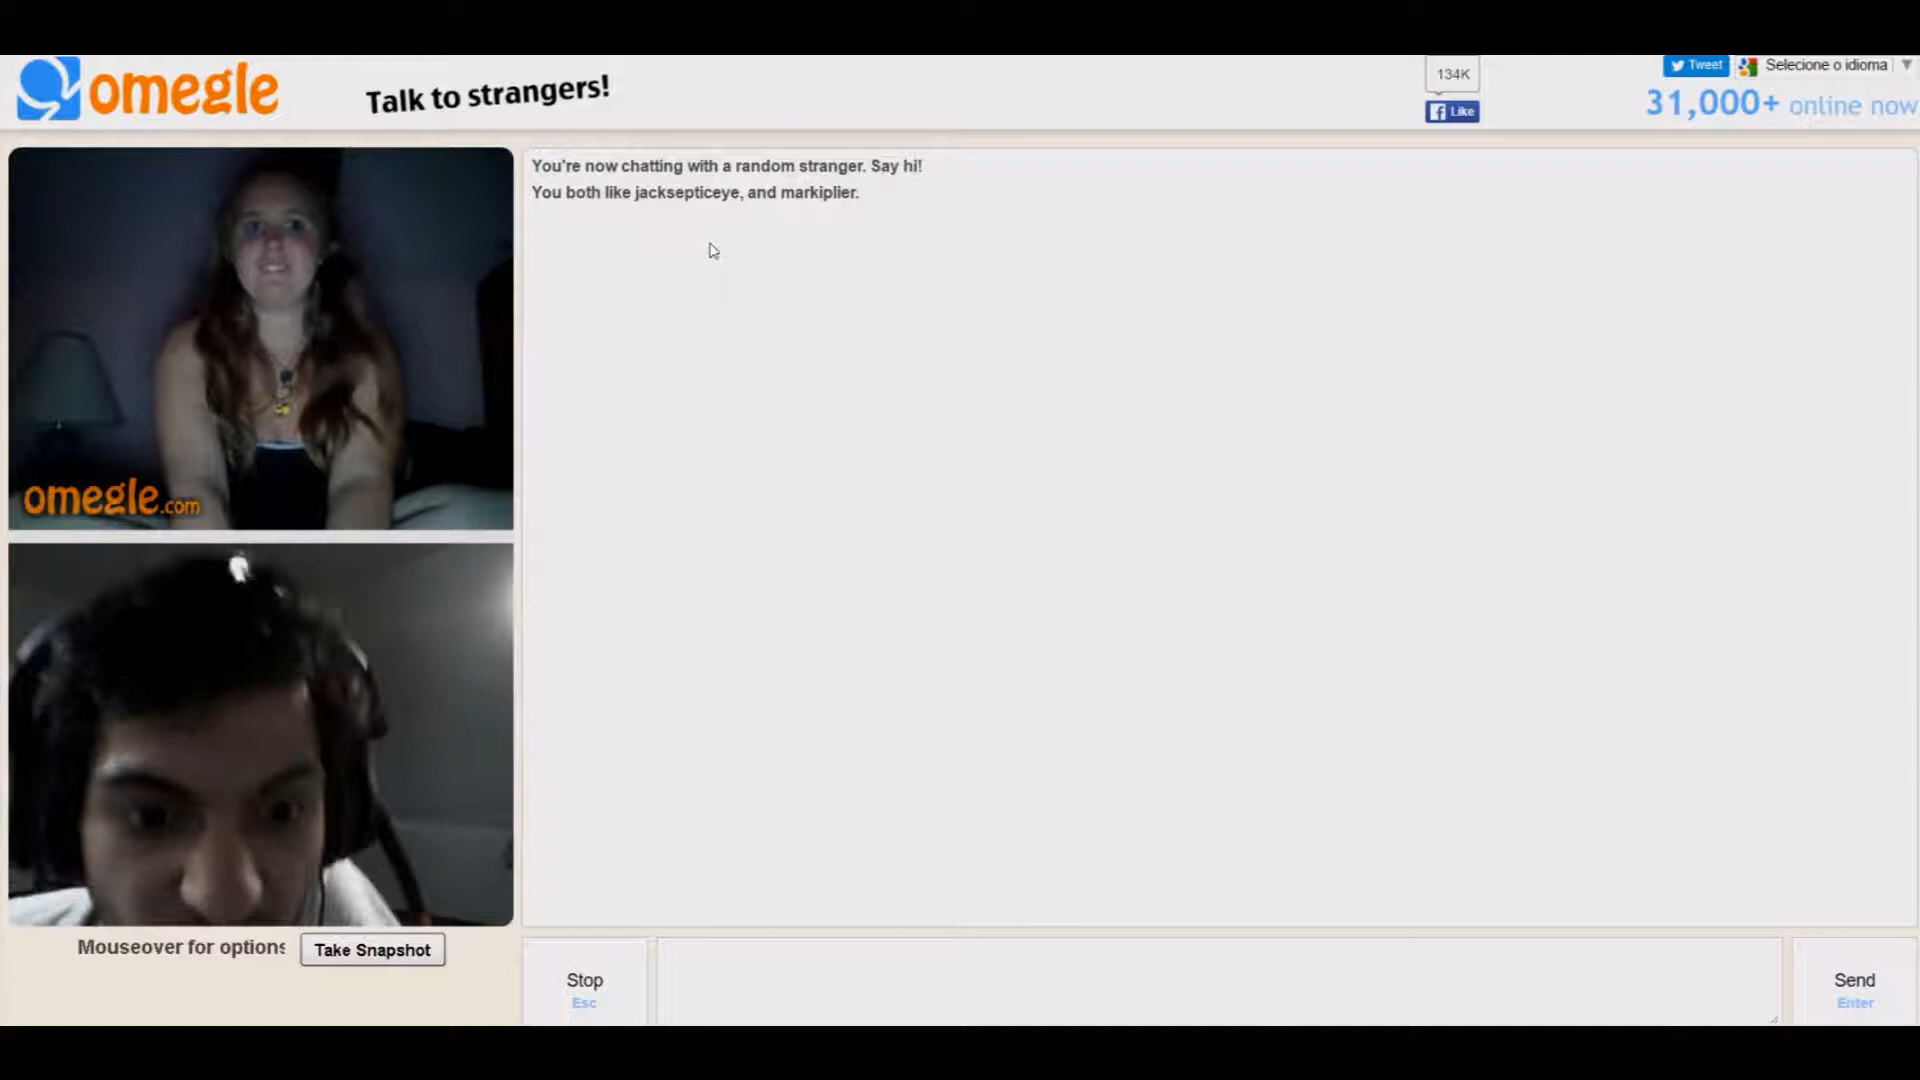 omegle
Talk to strangers!
134K
Like
Tweet
Selecione o idioma
31,000+ online now
You're now chatting with a random stranger. Say hi!
You both like jacksepticeye, and markiplier.
omegle.com
Mouseover for options
Take Snapshot
Stop
Esc
Send
Enter